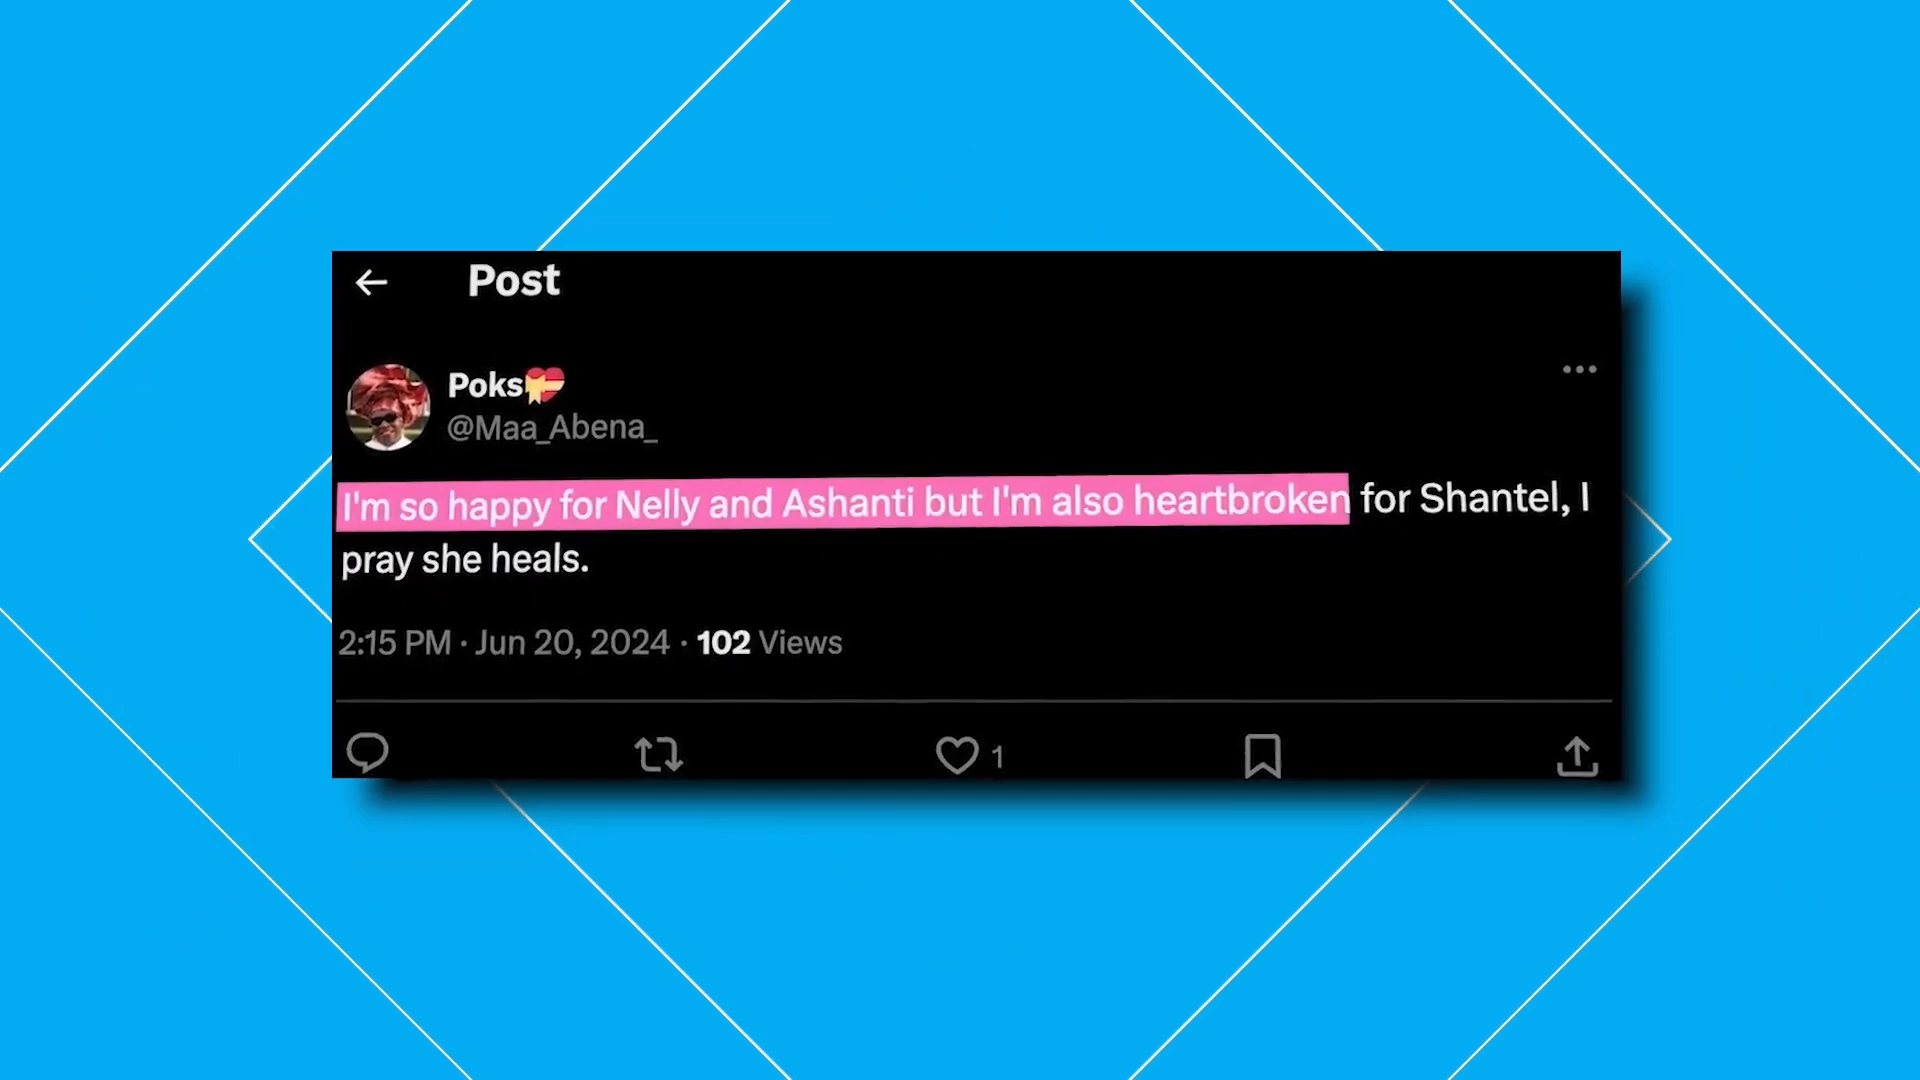 Post
Poks💝
@Maa_Abena_
I'm so happy for Nelly and Ashanti but I'm also heartbroken for Shantel, I
pray she heals.
2:15 PM · Jun 20, 2024 · 102 Views
1